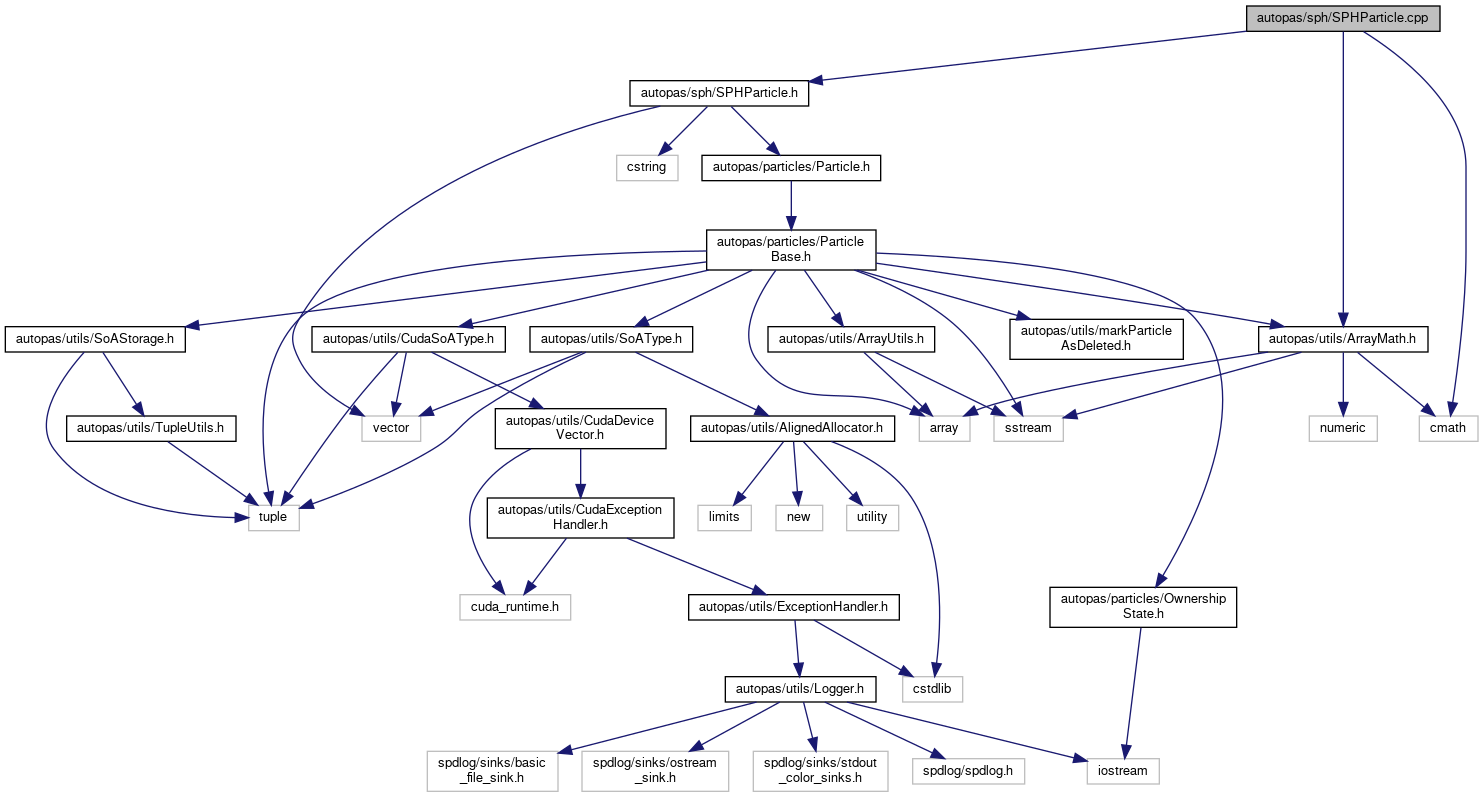 autopas/sph/SPHParticle.cpp
autopas/sph/SPHParticle.h
cstring
autopas/particles/Particle.h
autopas/particles/Particle
Base.h
autopas/utils/SoAStorage.h
autopas/utils/CudaSoAType.h
autopas/utils/SoAType.h
autopas/utils/ArrayUtils.h
autopas/utils/markParticle
AsDeleted.h
autopas/utils/ArrayMath.h
autopas/utils/TupleUtils.h
vector
autopas/utils/CudaDevice
Vector.h
autopas/utils/AlignedAllocator.h
array
sstream
numeric
cmath
tuple
autopas/utils/CudaException
Handler.h
limits
new
utility
cuda_runtime.h
autopas/utils/ExceptionHandler.h
autopas/particles/Ownership
State.h
autopas/utils/Logger.h
cstdlib
spdlog/sinks/basic
_file_sink.h
spdlog/sinks/ostream
_sink.h
spdlog/sinks/stdout
_color_sinks.h
spdlog/spdlog.h
iostream